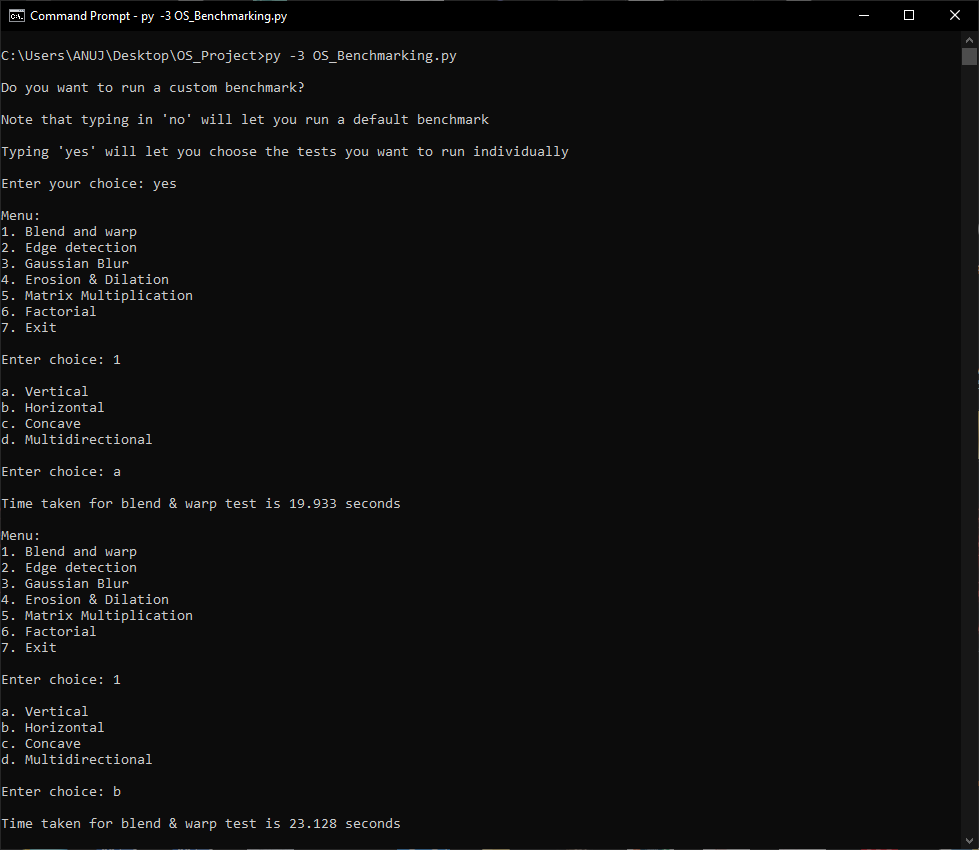 Command Prompt - py  -3 OS_Benchmarking.py
C:\Users\ANUJ\Desktop\OS_Project>py -3 OS_Benchmarking.py
Do you want to run a custom benchmark?
Note that typing in 'no' will let you run a default benchmark
Typing 'yes' will let you choose the tests you want to run individually
Enter your choice: yes
Menu:
1. Blend and warp
2. Edge detection
3. Gaussian Blur
4. Erosion & Dilation
5. Matrix Multiplication
6. Factorial
7. Exit
Enter choice: 1
a. Vertical
b. Horizontal
c. Concave
d. Multidirectional
Enter choice: a
Time taken for blend & warp test is 19.933 seconds
Menu:
1. Blend and warp
2. Edge detection
3. Gaussian Blur
4. Erosion & Dilation
5. Matrix Multiplication
6. Factorial
7. Exit
Enter choice: 1
a. Vertical
b. Horizontal
c. Concave
d. Multidirectional
Enter choice: b
Time taken for blend & warp test is 23.128 seconds